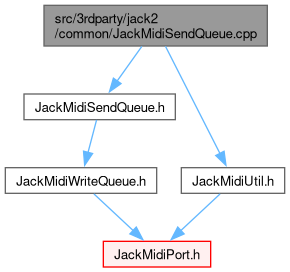 src/3rdparty/jack2
/common/JackMidiSendQueue.cpp
JackMidiSendQueue.h
JackMidiWriteQueue.h
JackMidiUtil.h
JackMidiPort.h